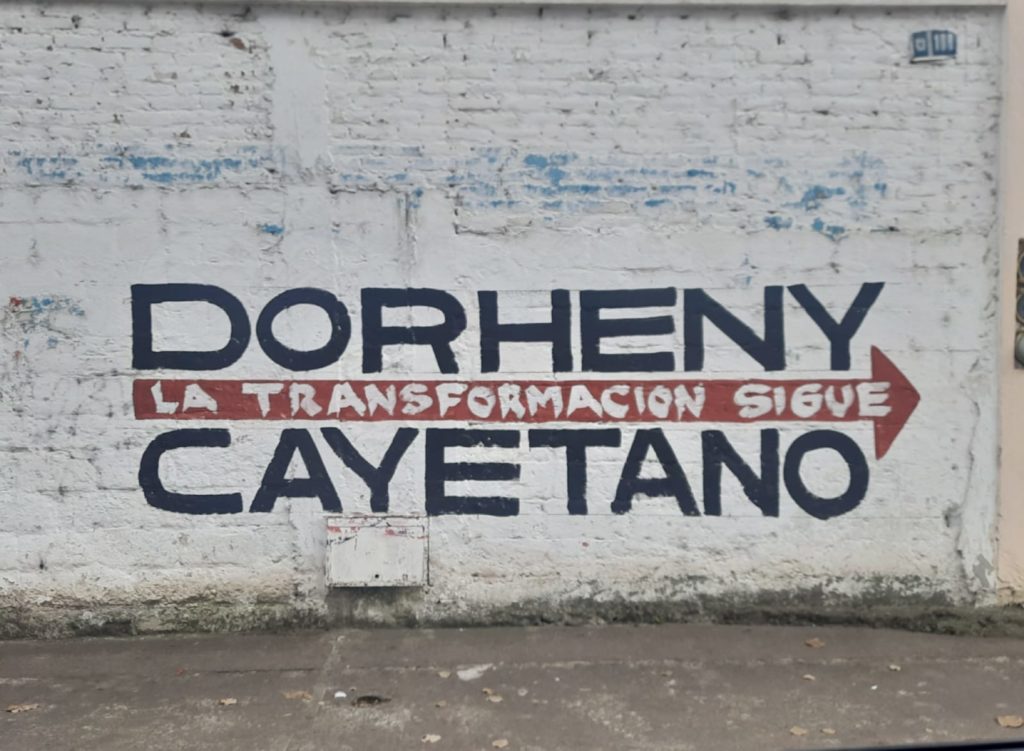 DORHENY
LA TRANSFORMACION SIGUE
CAYETANO